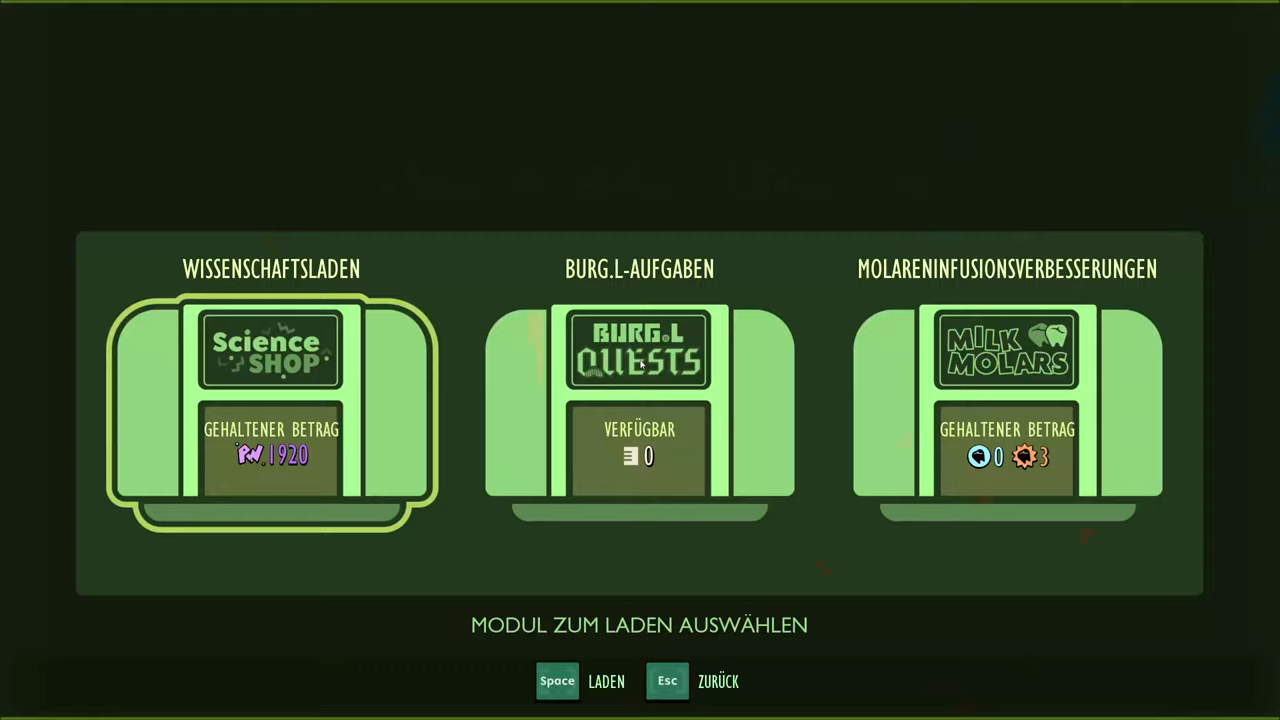 WISSENSCHAFTSLADEN
BURG.L-AUFGABEN
MOLARENINFUSIONSVERBESSERUNGEN
Science
SHOP
BURG.L
QUESTS
MILK
MOLARS
GEHALTENER BETRAG
RW.1920
VERFÜGBAR
0
GEHALTENER BETRAG
0 3
MODUL ZUM LADEN AUSWÄHLEN
Space LADEN Esc ZURÜCK